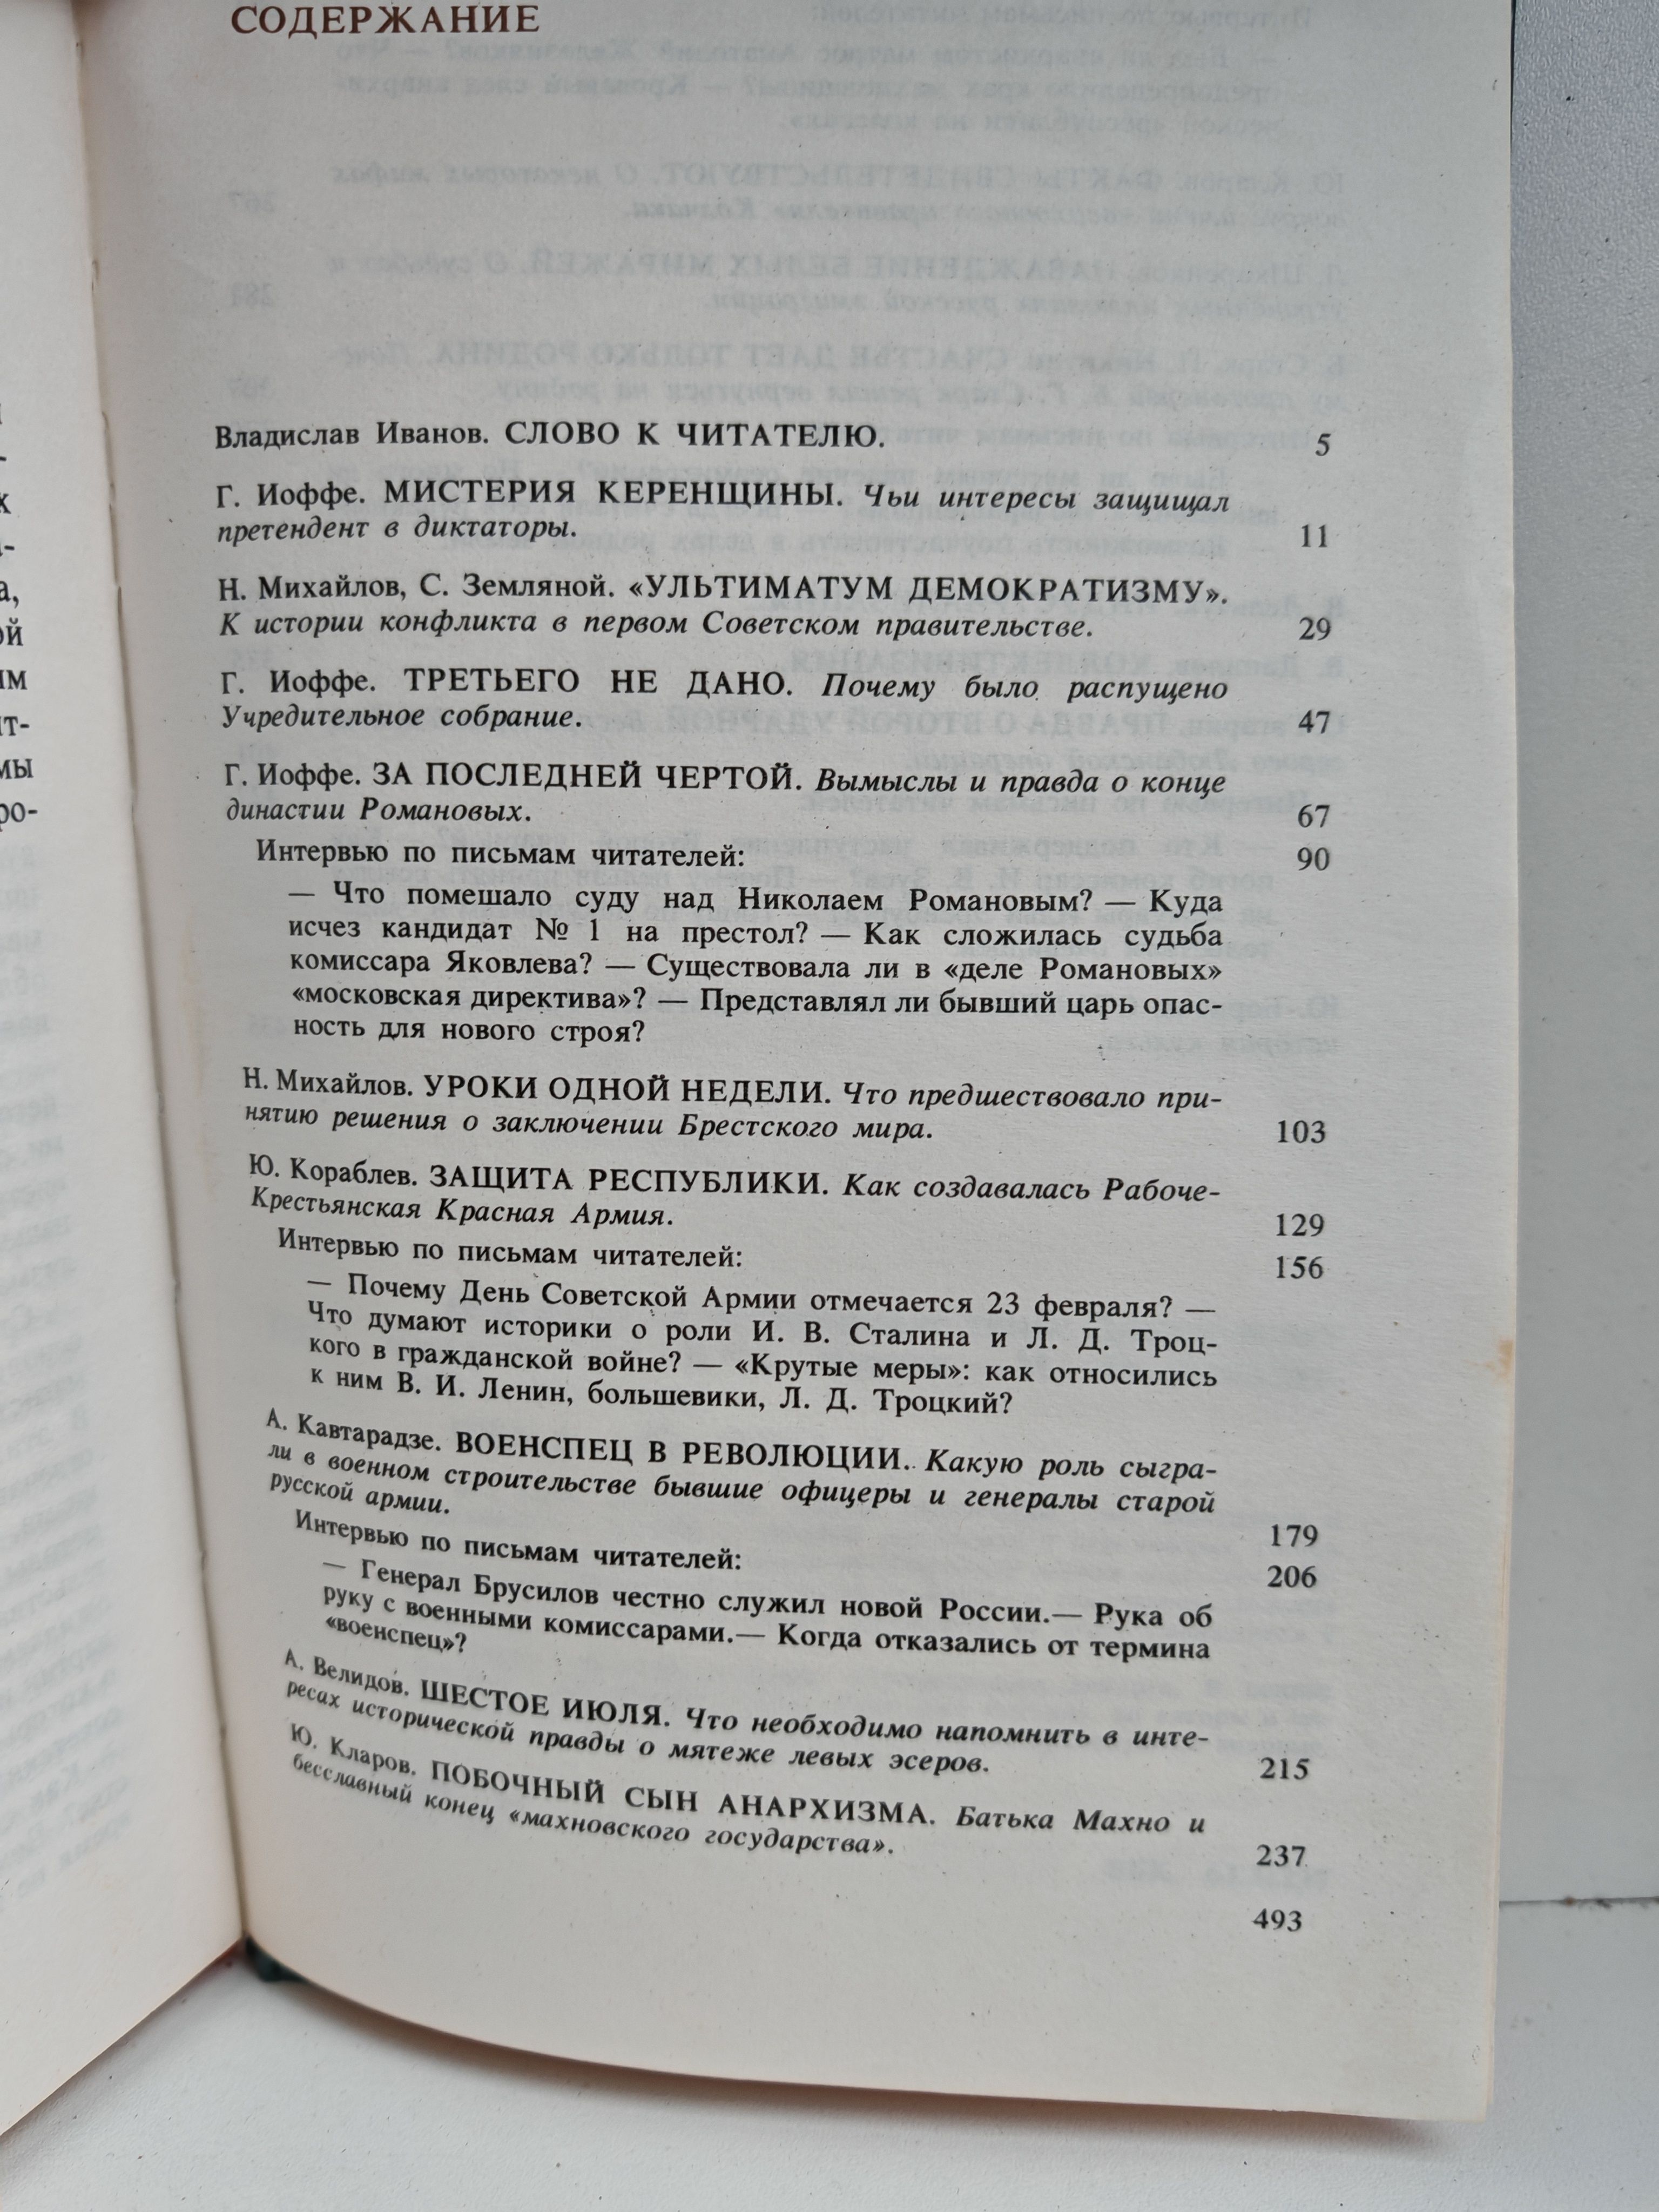 СОДЕРЖАНИЕ
Владислав Иванов. СЛОВО К ЧИТАТЕЛЮ. 5
Г. Иоффе. МИСТЕРИЯ КЕРЕНЩИНЫ. Чьи интересы защищал
претендент в диктаторы. 11
Н. Михайлов, С. Земляной. «УЛЬТИМАТУМ ДЕМОКРАТИЗМУ».
К истории конфликта в первом Советском правительстве. 29
Г. Иоффе. ТРЕТЬЕГО НЕ ДАНО. Почему было распущено
Учредительное собрание. 47
Г. Иоффе. ЗА ПОСЛЕДНЕЙ ЧЕРТОЙ. Вымыслы и правда о конце
династии Романовых. 67
Интервью по письмам читателей: 90
— Что помешало суду над Николаем Романовым? — Куда
исчез кандидат № 1 на престол? — Как сложилась судьба
комиссара Яковлева? — Существовала ли в «деле Романовых»
«московская директива»? — Представлял ли бывший царь опас-
ность для нового строя?
Н. Михайлов. УРОКИ ОДНОЙ НЕДЕЛИ. Что предшествовало при-
нятию решения о заключении Брестского мира. 103
Ю. Кораблев. ЗАЩИТА РЕСПУБЛИКИ. Как создавалась Рабоче-
Крестьянская Красная Армия. 129
Интервью по письмам читателей: 156
— Почему День Советской Армии отмечается 23 февраля? —
Что думают историки о роли И. В. Сталина и Л. Д. Троц-
кого в гражданской войне? — «Крутые меры»: как относились
к ним В. И. Ленин, большевики, Л. Д. Троцкий?
А. Кавтарадзе. ВОЕНСПЕЦ В РЕВОЛЮЦИИ. Какую роль сыгра-
ли в военном строительстве бывшие офицеры и генералы старой
русской армии. 179
Интервью по письмам читателей: 206
— Генерал Брусилов честно служил новой России.— Рука об
руку с военными комиссарами.— Когда отказались от термина
«военспец»?
А. Велидов. ШЕСТОЕ ИЮЛЯ. Что необходимо напомнить в инте-
ресах исторической правды о мятеже левых эсеров. 215
Ю. Кларов. ПОБОЧНЫЙ СЫН АНАРХИЗМА. Батька Махно и
бесславный конец «махновского государства». 237
493